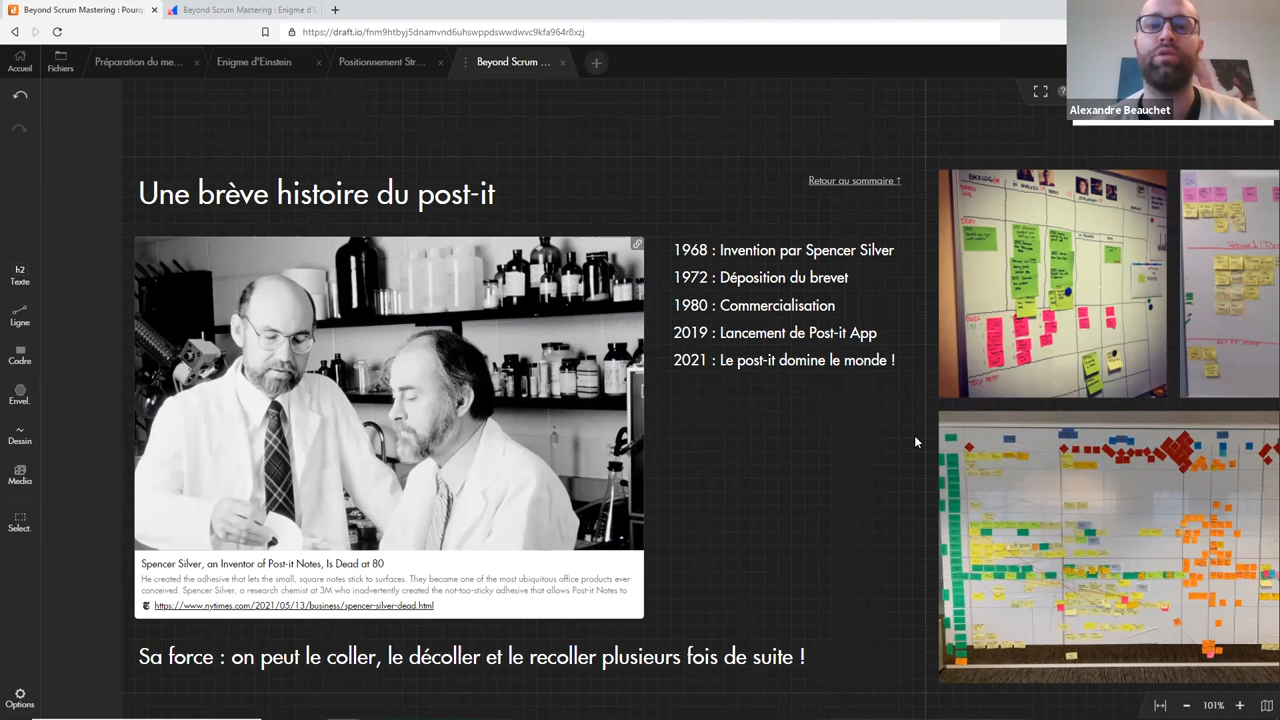 Beyond Scrum Mastering : Pourqu
Beyond Scrum Mastering : Enigme d'E
https://draft.io/fnm9htbyj5dnamvnd6uhswppdswwdwvc9kfa964r8xzj
Accueil
Fichiers
Préparation du me...
Enigme d'Einstein
Positionnement Str...
Beyond Scrum ...
Alexandre Beauchet
Une brève histoire du post-it
Retour au sommaire ↑
1968 : Invention par Spencer Silver
1972 : Déposition du brevet
1980 : Commercialisation
2019 : Lancement de Post-it App
2021 : Le post-it domine le monde !
h2
Texte
Ligne
Cadre
Envel.
Dessin
Media
Select.
Options
Spencer Silver, an Inventor of Post-it Notes, Is Dead at 80
He created the adhesive that lets the small, square notes stick to surfaces. They became one of the most ubiquitous office products ever
conceived. Spencer Silver, a research chemist at 3M who inadvertently created the not-too-sticky adhesive that allows Post-it Notes to
https://www.nytimes.com/2021/05/13/business/spencer-silver-dead.html
Sa force : on peut le coller, le décoller et le recoller plusieurs fois de suite !
BACKLOG
101%